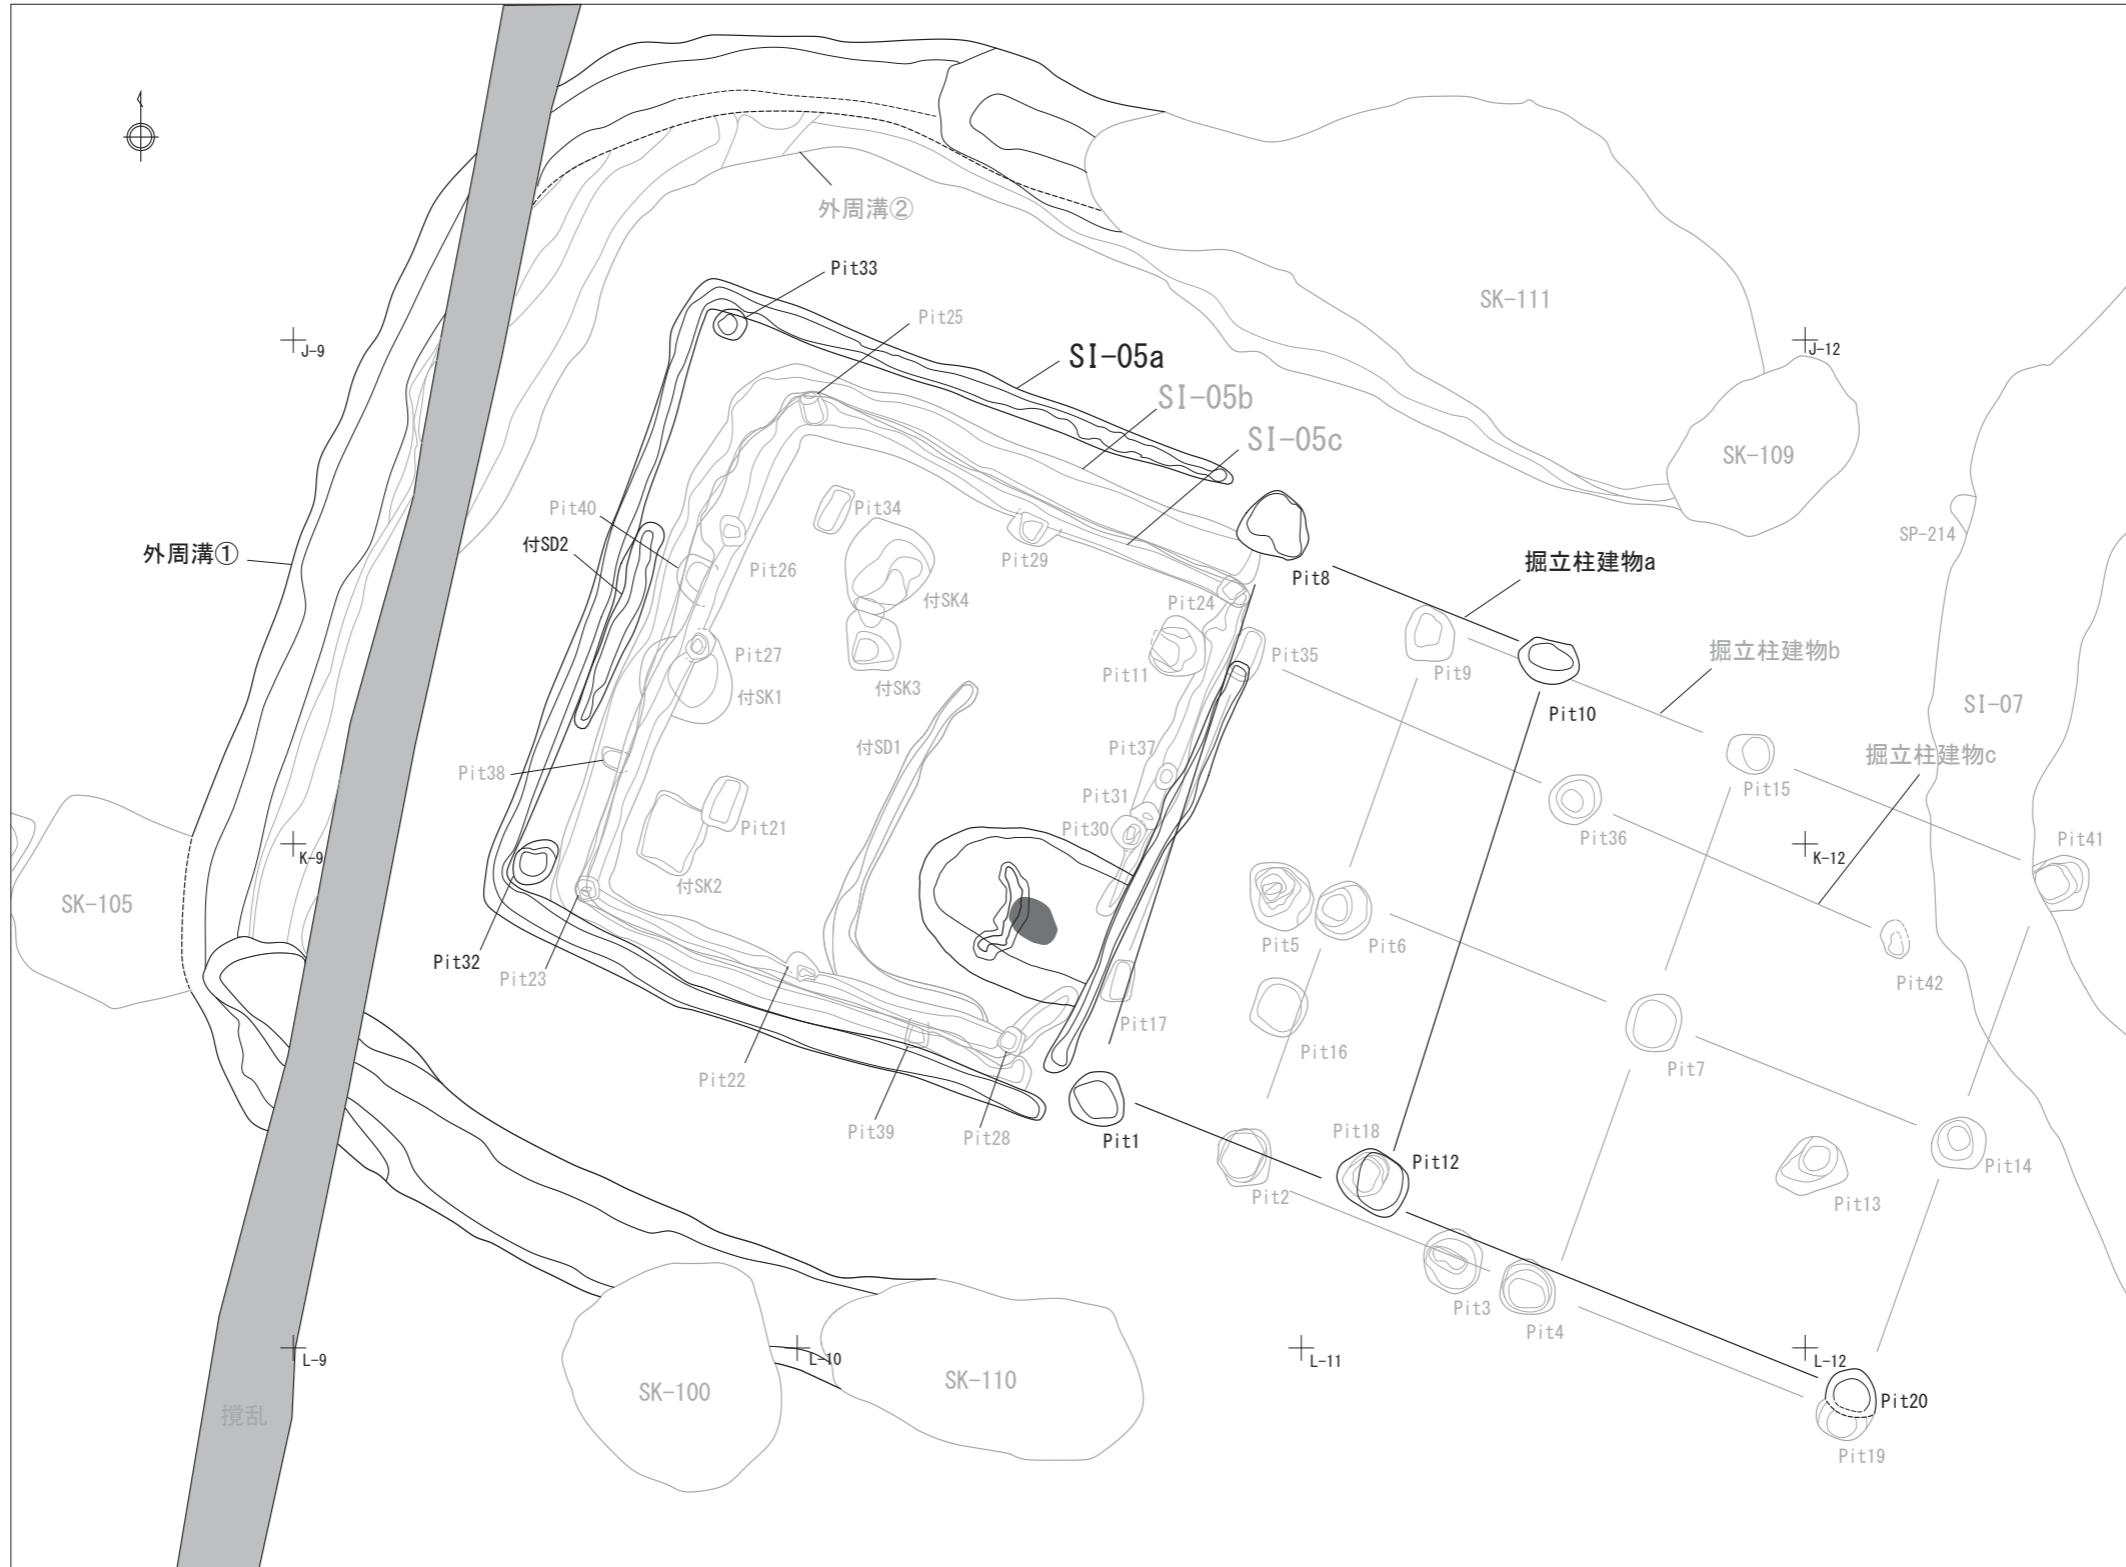 外周溝②
Pit33
Pit25
J-9
SI-05a
J-12
SK-111
SI-05b
SI-05c
SK-109
Pit40
Pit34
付SD2
外周溝①
Pit29
SP-214
Pit26
Pit8
掘立柱建物a
付SK4
Pit24
Pit27
Pit35
掘立柱建物b
Pit11
Pit9
付SK3
付SK1
SI-07
Pit10
付SD1
Pit37
掘立柱建物c
Pit38
Pit15
Pit31
Pit21
Pit30
Pit36
Pit41
K-9
K-12
付SK2
SK-105
Pit5
Pit6
Pit32
Pit23
Pit42
Pit17
Pit16
Pit7
Pit22
Pit39
Pit28
Pit1
Pit18
Pit12
Pit14
Pit2
Pit13
Pit3
Pit4
L-9
L-10
L-11
L-12
SK-100
SK-110
Pit20
撹乱
Pit19